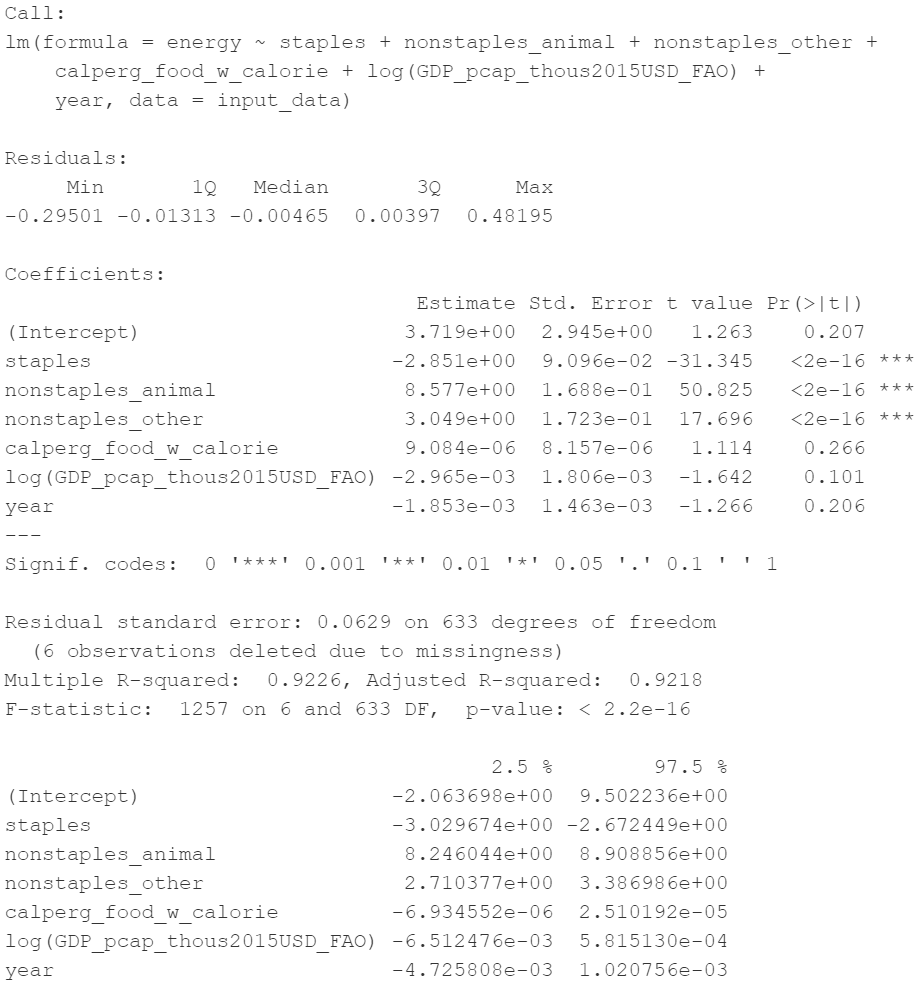 Call:
lm(formula = energy ~ staples + nonstaples_animal + nonstaples_other +
    calperg_food_w_calorie + log(GDP_pcap_thous2015USD_FAO) +
    year, data = input_data)

Residuals:
     Min       1Q   Median       3Q      Max
-0.29501 -0.01313 -0.00465  0.00397  0.48195

Coefficients:
                                 Estimate Std. Error t value Pr(>|t|)
(Intercept)                     3.719e+00  2.945e+00   1.263    0.207
staples                        -2.851e+00  9.096e-02 -31.345   <2e-16 ***
nonstaples_animal               8.577e+00  1.688e-01  50.825   <2e-16 ***
nonstaples_other                3.049e+00  1.723e-01  17.696   <2e-16 ***
calperg_food_w_calorie          9.084e-06  8.157e-06   1.114    0.266
log(GDP_pcap_thous2015USD_FAO) -2.965e-03  1.806e-03  -1.642    0.101
year                           -1.853e-03  1.463e-03  -1.266    0.206
---
Signif. codes:  0 '***' 0.001 '**' 0.01 '*' 0.05 '.' 0.1 ' ' 1

Residual standard error: 0.0629 on 633 degrees of freedom
  (6 observations deleted due to missingness)
Multiple R-squared:  0.9226, Adjusted R-squared:  0.9218
F-statistic:  1257 on 6 and 633 DF,  p-value: < 2.2e-16

                                       2.5 %        97.5 %
(Intercept)                    -2.063698e+00  9.502236e+00
staples                        -3.029674e+00 -2.672449e+00
nonstaples_animal               8.246044e+00  8.908856e+00
nonstaples_other                2.710377e+00  3.386986e+00
calperg_food_w_calorie         -6.934552e-06  2.510192e-05
log(GDP_pcap_thous2015USD_FAO) -6.512476e-03  5.815130e-04
year                           -4.725808e-03  1.020756e-03